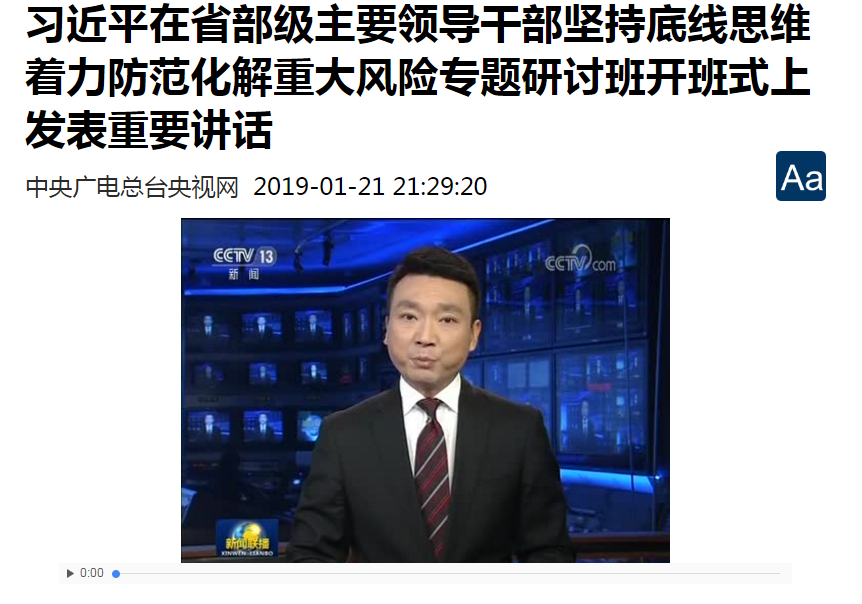 习近平在省部级主要领导干部坚持底线思维
着力防范化解重大风险专题研讨班开班式上
发表重要讲话
中央广电总台央视网 2019-01-21 21:29:20
Aa
CCTV 13
新闻
CCTV.com
新闻联播
XINWEN LIANBO
0:00